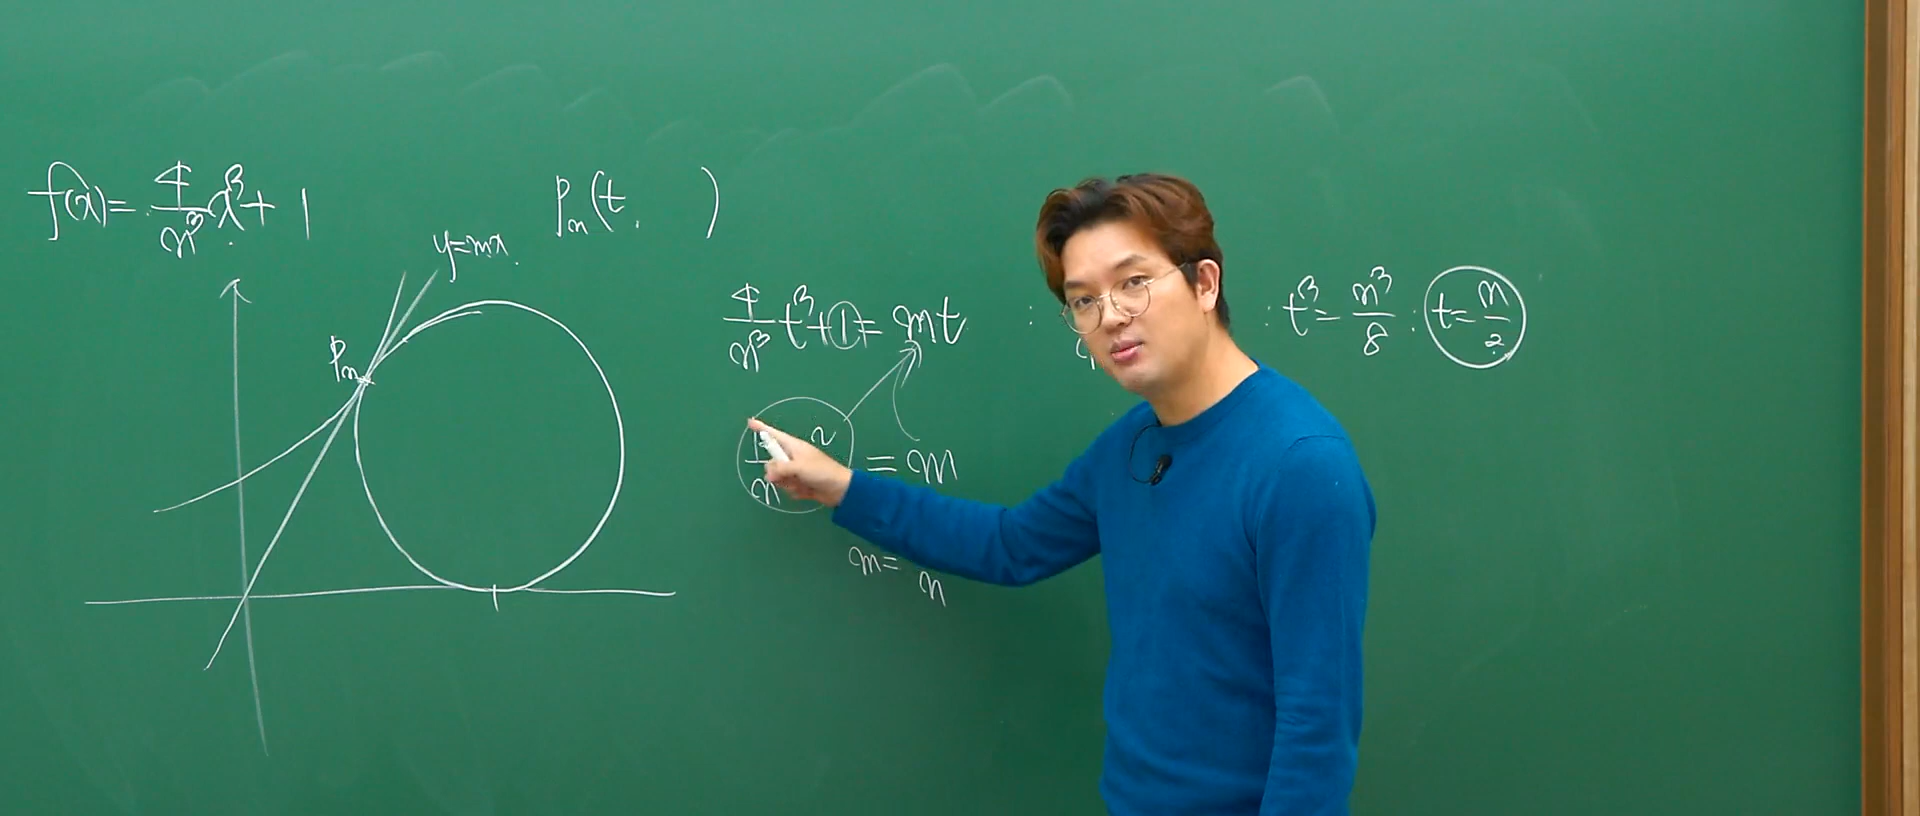 f(x) = 4/n³ x³ + 1
Pₙ(t, )
y=mx
Pₙ
4/n³ t³ + 1 = mt
: t³ = n³/8 : t = n/2
= m
m =
n